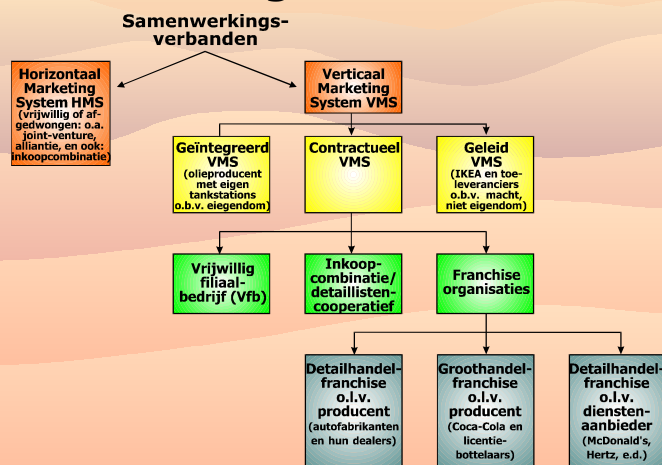 Samenwerkings-
verbanden
Horizontaal
Marketing
System HMS
(vrijwillig of af-
gedwongen: o.a.
joint-venture,
alliantie, en ook:
inkoopcombinatie)
Verticaal
Marketing
System VMS
Geïntegreerd
VMS
(olieproducent
met eigen
tankstations
o.b.v. eiegendom)
Contractueel
VMS
Geleid
VMS
(IKEA en toe-
leveranciers
o.b.v. macht,
niet eigendom)
Vrijwillig
filiaal-
bedrijf (Vfb)
Inkoop-
combinatie/
detaillisten-
cooperatief
Franchise
organisaties
Detailhandel-
franchise
o.l.v.
producent
(autofabrikanten
en hun dealers)
Groothandel-
franchise
o.l.v.
producent
(Coca-Cola en
licentie-
bottelaars)
Detailhandel-
franchise
o.l.v.
diensten-
aanbieder
(McDonald's,
Hertz, e.d.)